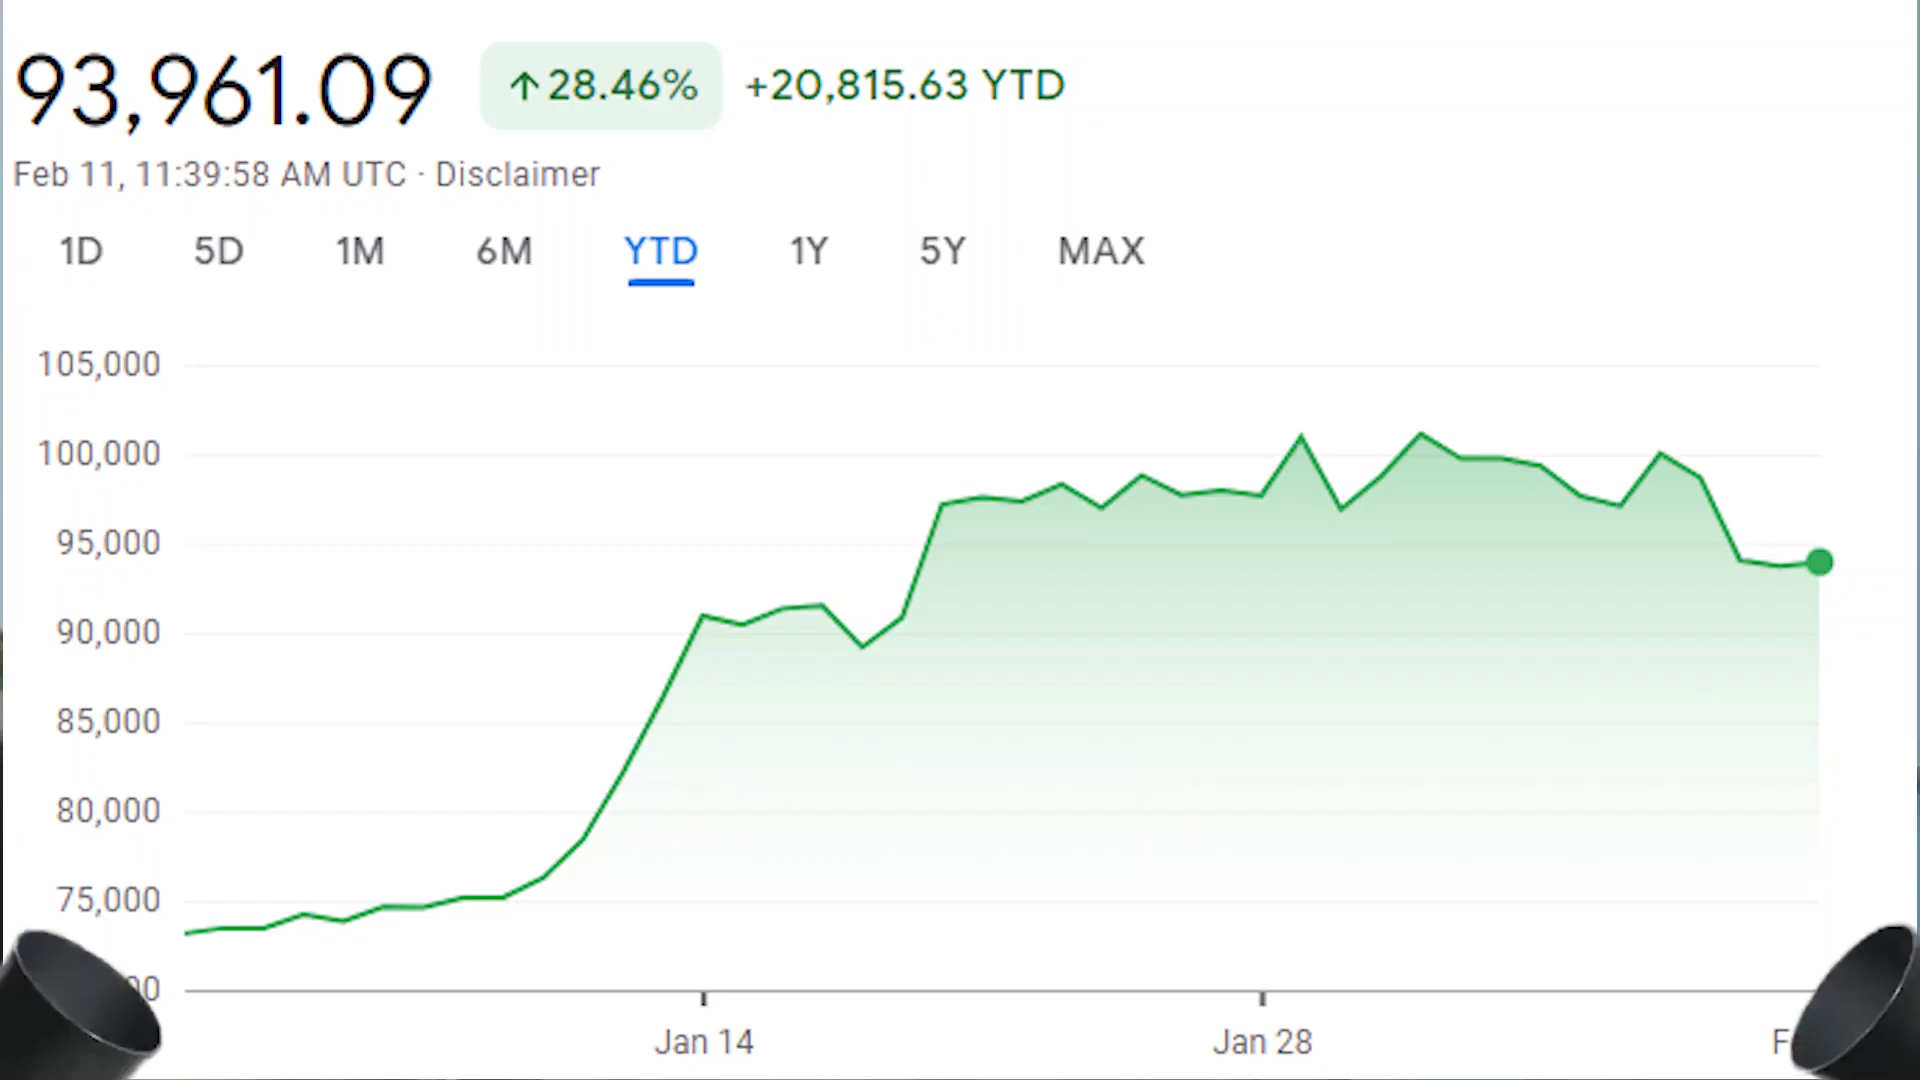 93,961.09 ↑28.46% +20,815.63 YTD
Feb 11, 11:39:58 AM UTC · Disclaimer
1D 5D 1M 6M YTD 1Y 5Y MAX
105,000
100,000
95,000
90,000
85,000
80,000
75,000
Jan 14 Jan 28